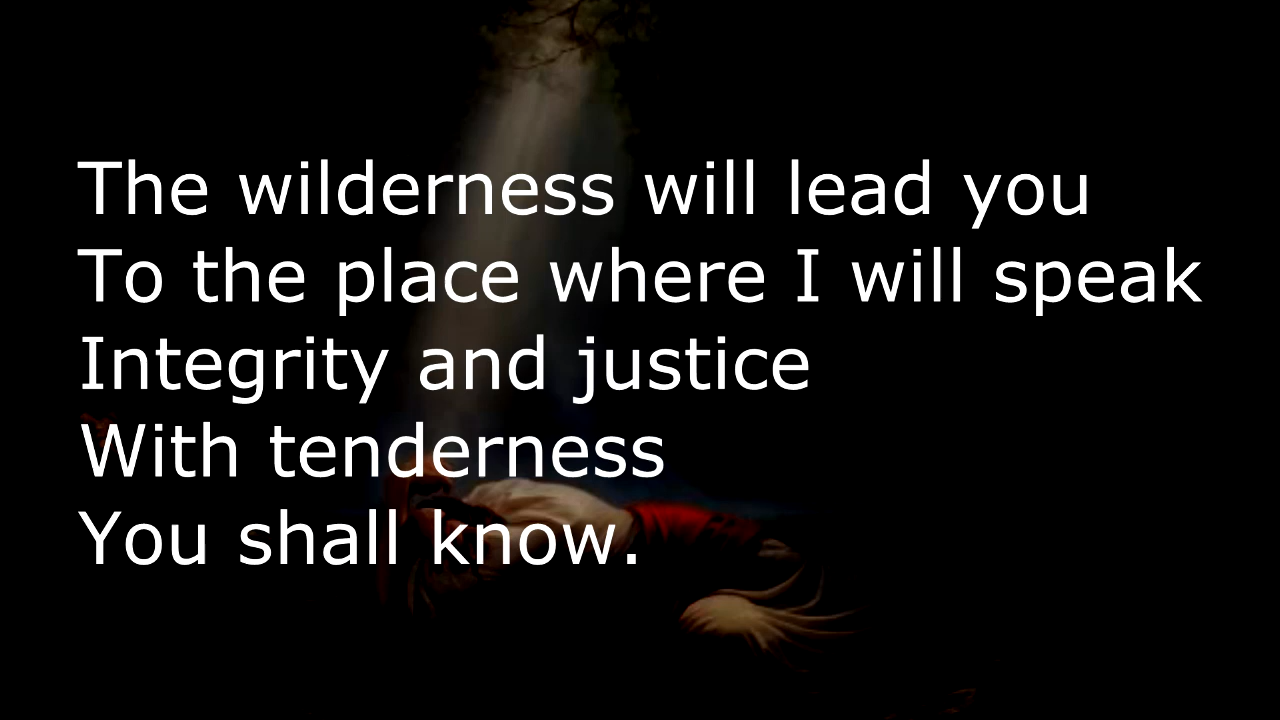 The wilderness will lead you
To the place where I will speak
Integrity and justice
With tenderness
You shall know.